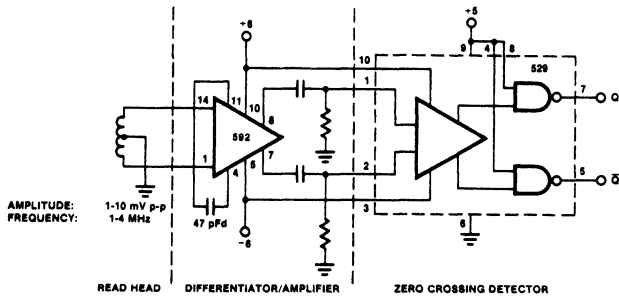 +6
+5
9 4 8
10
529
1
14 11 10
8
7
Q
592
1
7
2
5
Q̅
4 5
3
AMPLITUDE: 1-10 mV p-p
FREQUENCY: 1-4 MHz
47 pFd
-6
6
READ HEAD
DIFFERENTIATOR/AMPLIFIER
ZERO CROSSING DETECTOR